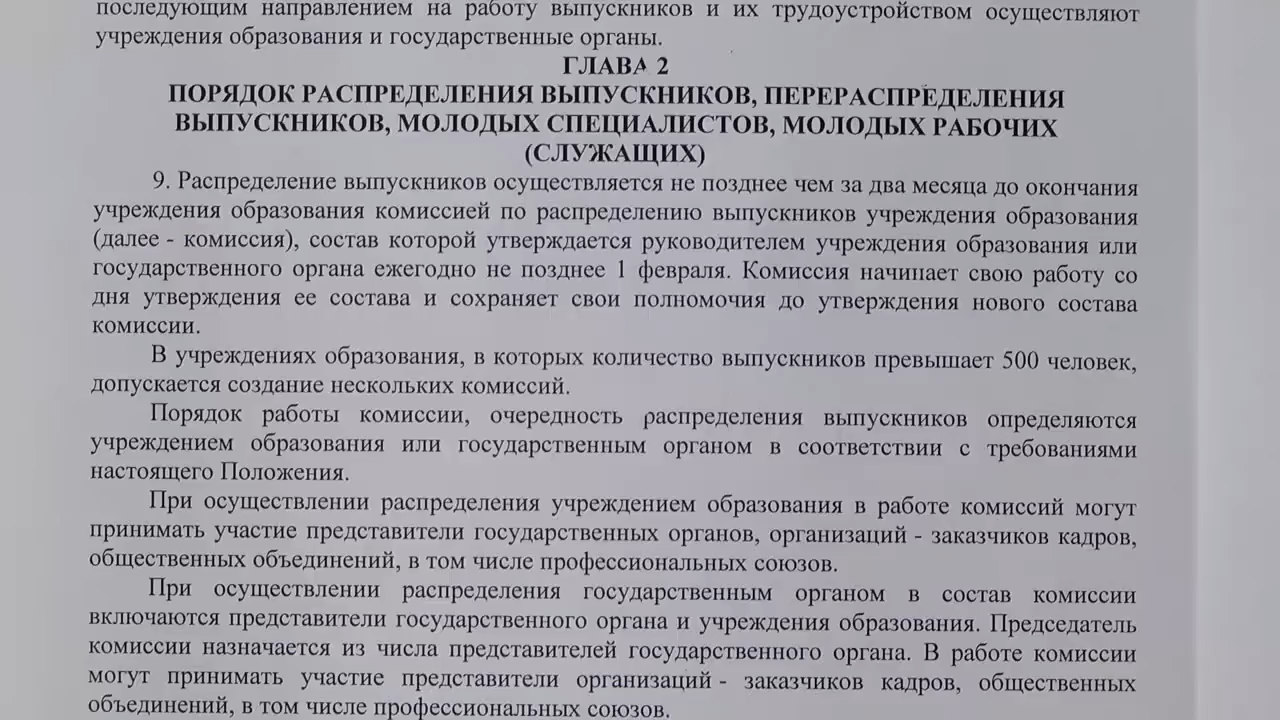 последующим направлением на работу выпускников и их трудоустройством осуществляют
учреждения образования и государственные органы.
ГЛАВА 2
ПОРЯДОК РАСПРЕДЕЛЕНИЯ ВЫПУСКНИКОВ, ПЕРЕРАСПРЕДЕЛЕНИЯ
ВЫПУСКНИКОВ, МОЛОДЫХ СПЕЦИАЛИСТОВ, МОЛОДЫХ РАБОЧИХ
(СЛУЖАЩИХ)
9. Распределение выпускников осуществляется не позднее чем за два месяца до окончания
учреждения образования комиссией по распределению выпускников учреждения образования
(далее - комиссия), состав которой утверждается руководителем учреждения образования или
государственного органа ежегодно не позднее 1 февраля. Комиссия начинает свою работу со
дня утверждения ее состава и сохраняет свои полномочия до утверждения нового состава
комиссии.
В учреждениях образования, в которых количество выпускников превышает 500 человек,
допускается создание нескольких комиссий.
Порядок работы комиссии, очередность распределения выпускников определяются
учреждением образования или государственным органом в соответствии с требованиями
настоящего Положения.
При осуществлении распределения учреждением образования в работе комиссий могут
принимать участие представители государственных органов, организаций - заказчиков кадров,
общественных объединений, в том числе профессиональных союзов.
При осуществлении распределения государственным органом в состав комиссии
включаются представители государственного органа и учреждения образования. Председатель
комиссии назначается из числа представителей государственного органа. В работе комиссии
могут принимать участие представители организаций - заказчиков кадров, общественных
объединений, в том числе профессиональных союзов.